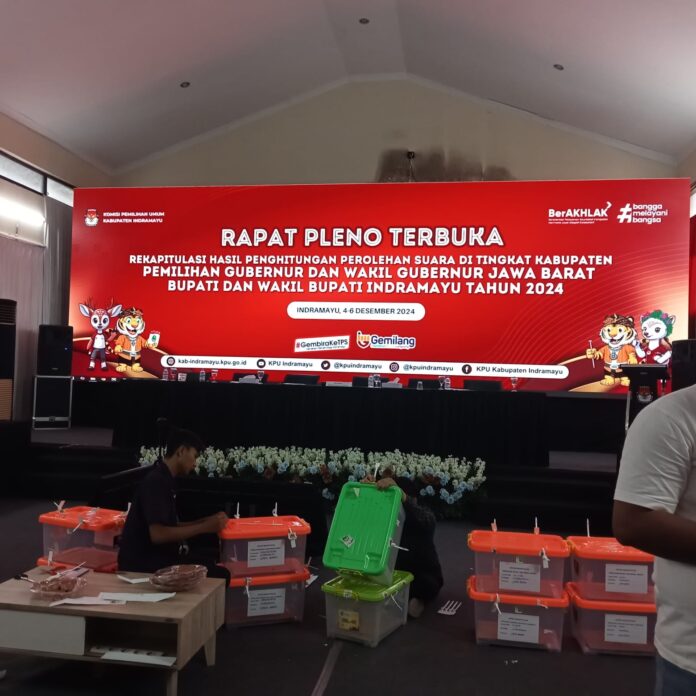 KOMISI PEMILIHAN UMUM
KABUPATEN INDRAMAYU
BerAKHLAK
#bangga
melayani
bangsa
RAPAT PLENO TERBUKA
REKAPITULASI HASIL PENGHITUNGAN PEROLEHAN SUARA DI TINGKAT KABUPATEN
PEMILIHAN GUBERNUR DAN WAKIL GUBERNUR JAWA BARAT
BUPATI DAN WAKIL BUPATI INDRAMAYU TAHUN 2024
INDRAMAYU, 4-6 DESEMBER 2024
#GembiraKeTPS
Gemilang
kab-indramayu.kpu.go.id
KPU Indramayu
@kpuindramayu
@kpuindramayu
KPU Kabupaten Indramayu